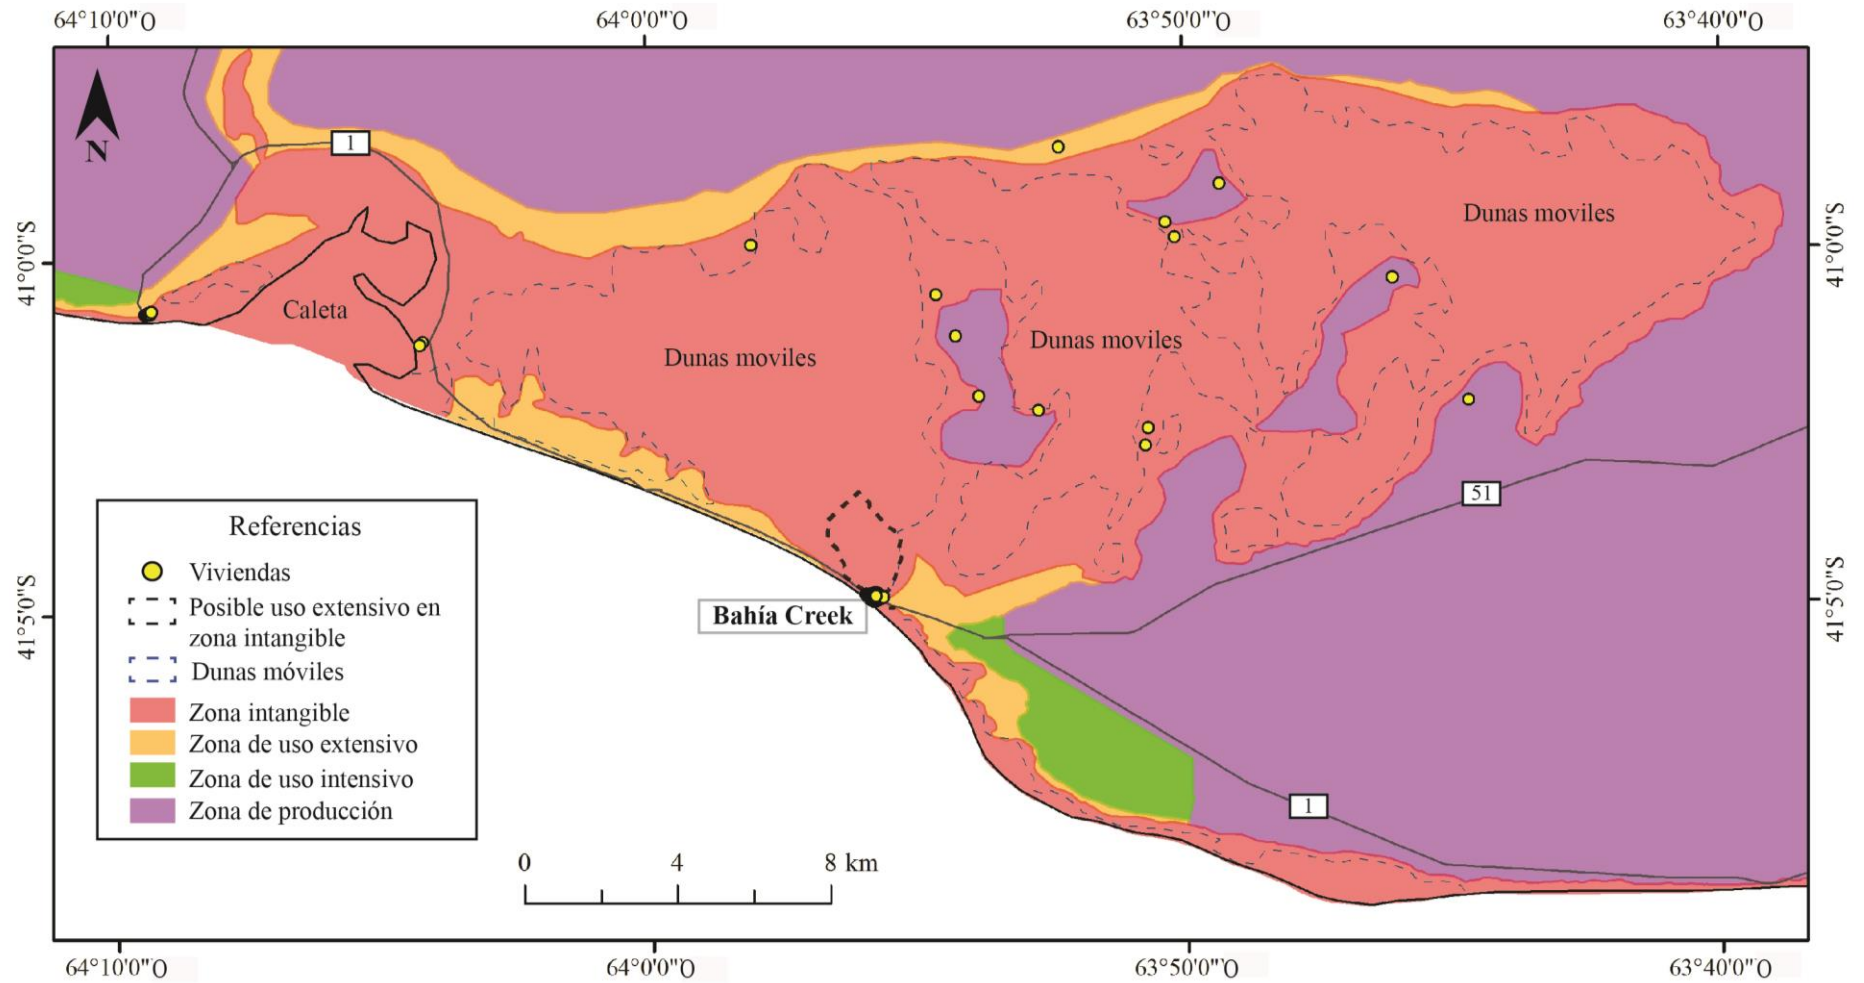 64°10'0"O
64°0'0"O
63°50'0"O
63°40'0"O
N
1
Dunas moviles
41°0'0"S
41°0'0"S
Caleta
Dunas moviles
Dunas moviles
51
Referencias
Viviendas
Posible uso extensivo en
zona intangible
Dunas móviles
Zona intangible
Zona de uso extensivo
Zona de uso intensivo
Zona de producción
Bahía Creek
41°5'0"S
41°5'0"S
1
0 4 8 km
64°10'0"O
64°0'0"O
63°50'0"O
63°40'0"O